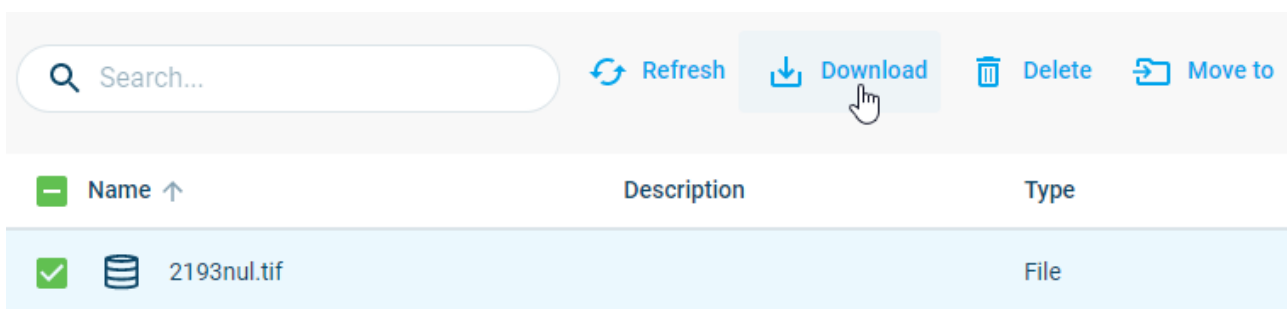 Search... Refresh Download Delete Move to
Name Description Type
2193nul.tif File